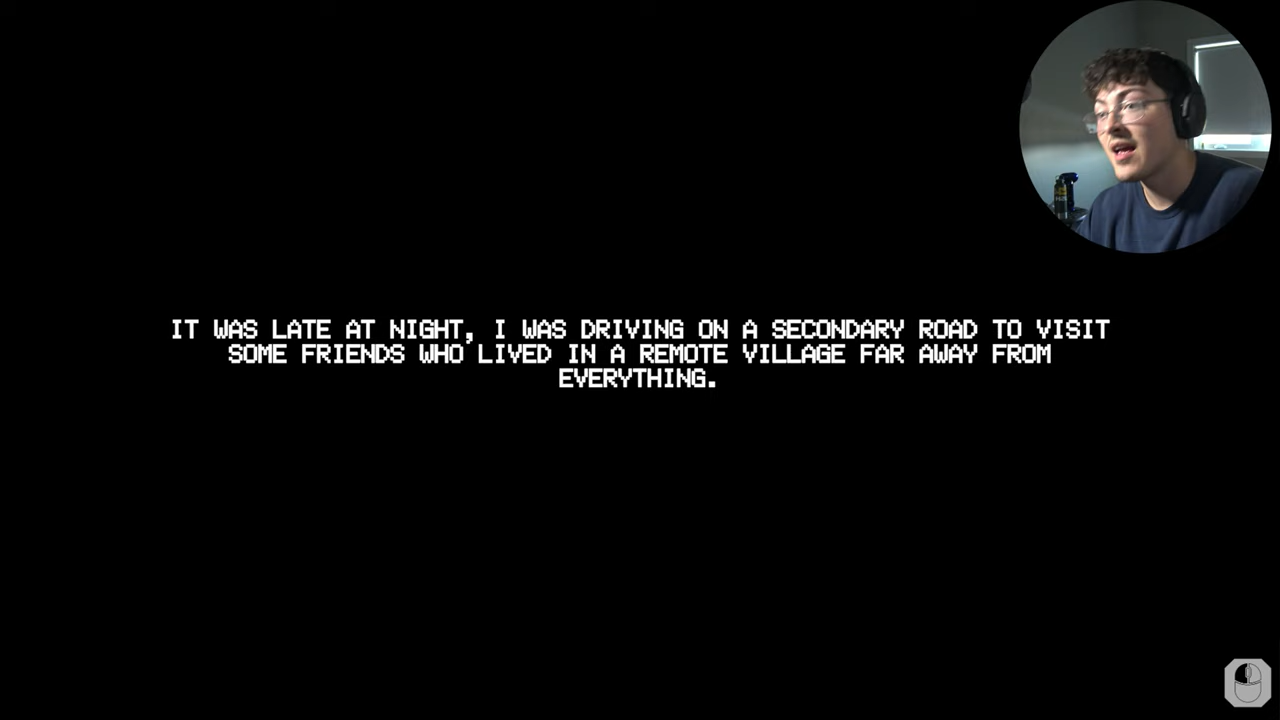 IT WAS LATE AT NIGHT, I WAS DRIVING ON A SECONDARY ROAD TO VISIT
SOME FRIENDS WHO LIVED IN A REMOTE VILLAGE FAR AWAY FROM
EVERYTHING.